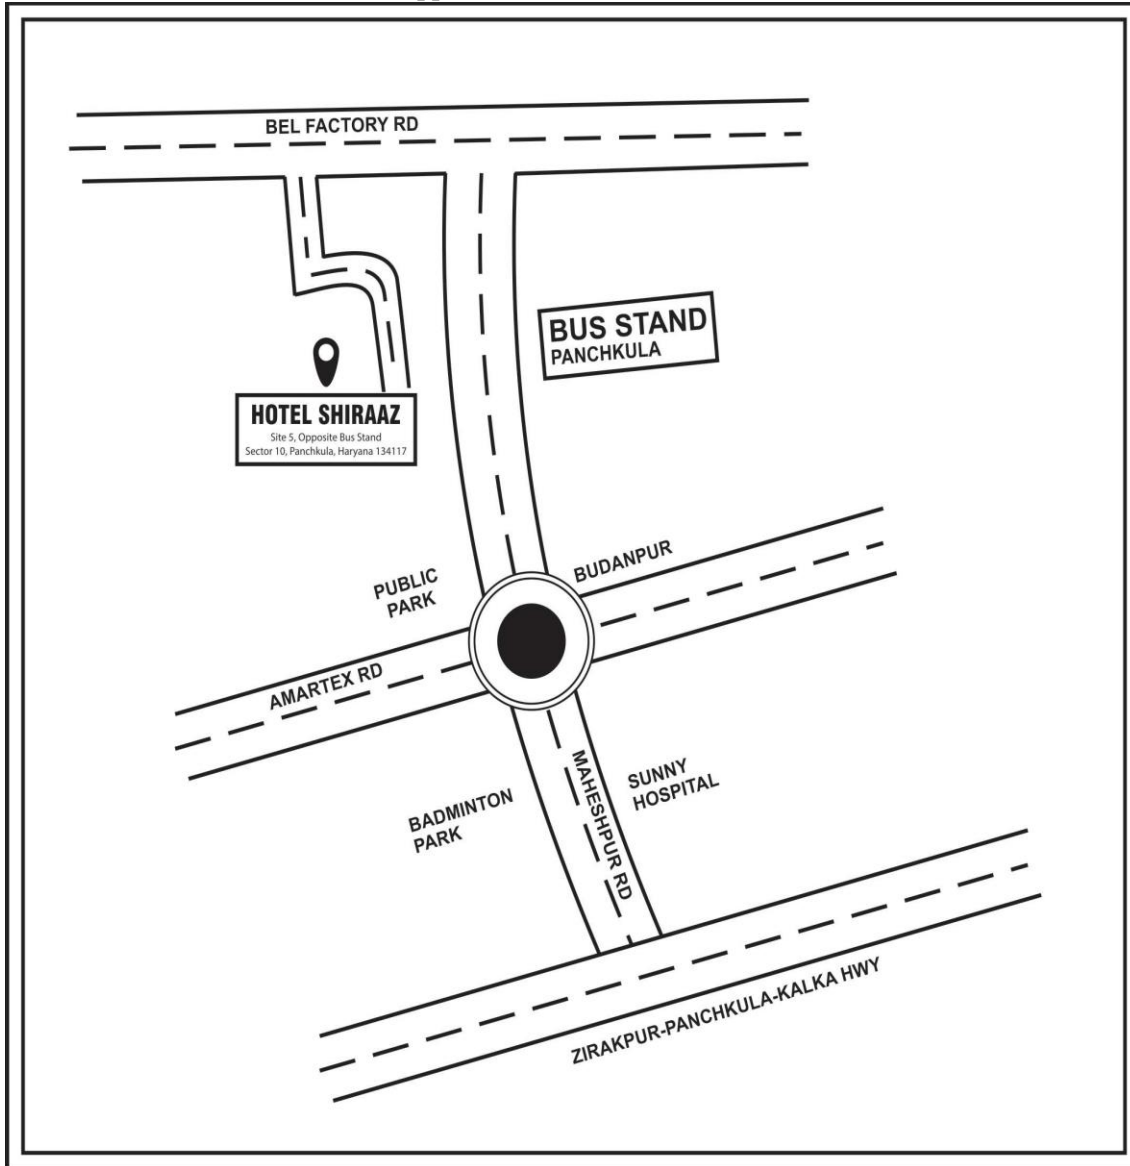 BEL FACTORY RD
BUS STAND
PANCHKULA
HOTEL SHIRAAZ
Site 5, Opposite Bus Stand
Sector 10, Panchkula, Haryana 134117
BUDANPUR
PUBLIC
PARK
AMARTEX RD
MAHESHPUR RD
SUNNY
HOSPITAL
BADMINTON
PARK
ZIRAKPUR-PANCHKULA-KALKA HWY